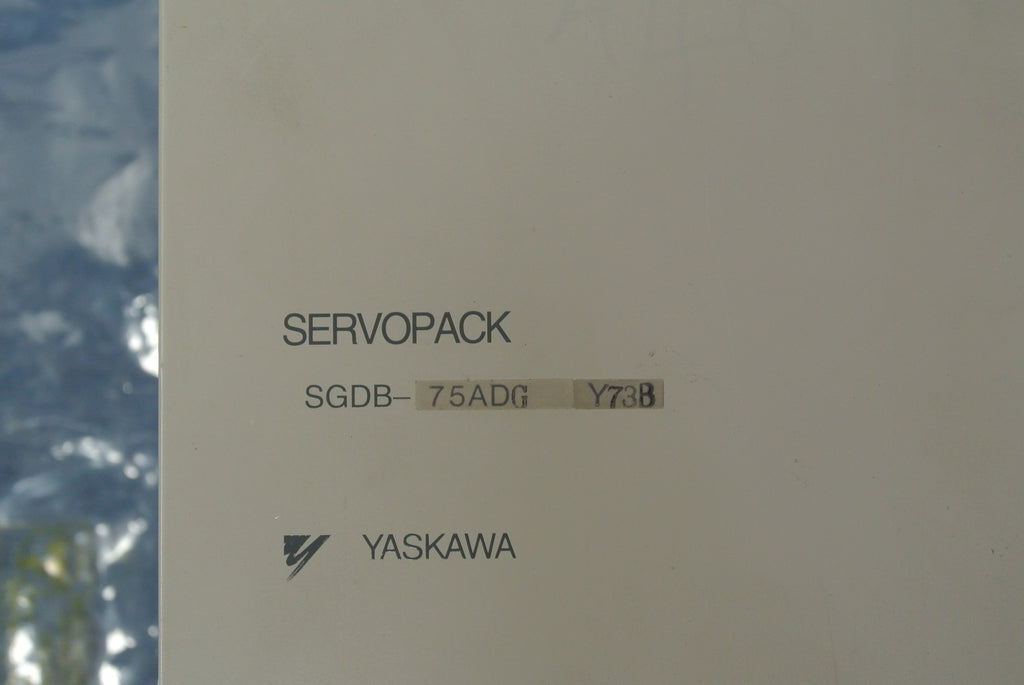 SERVOPACK
SGDB- 75ADG Y73B
YASKAWA